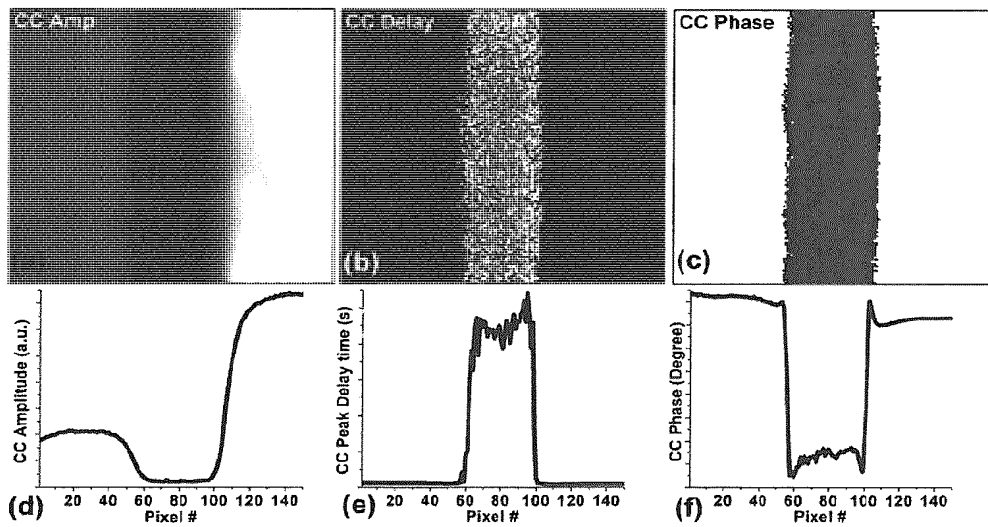 CC Amp
CC Delay
CC Phase
(b)
(c)
CC Amplitude (a.u.)
20 40 60 80 100 120 140
Pixel #
(d)
CC Peak Delay time (s)
0 20 40 60 80 100 120 140
Pixel #
(e)
CC Phase (Degree)
20 40 60 80 100 120 140
Pixel #
(f)